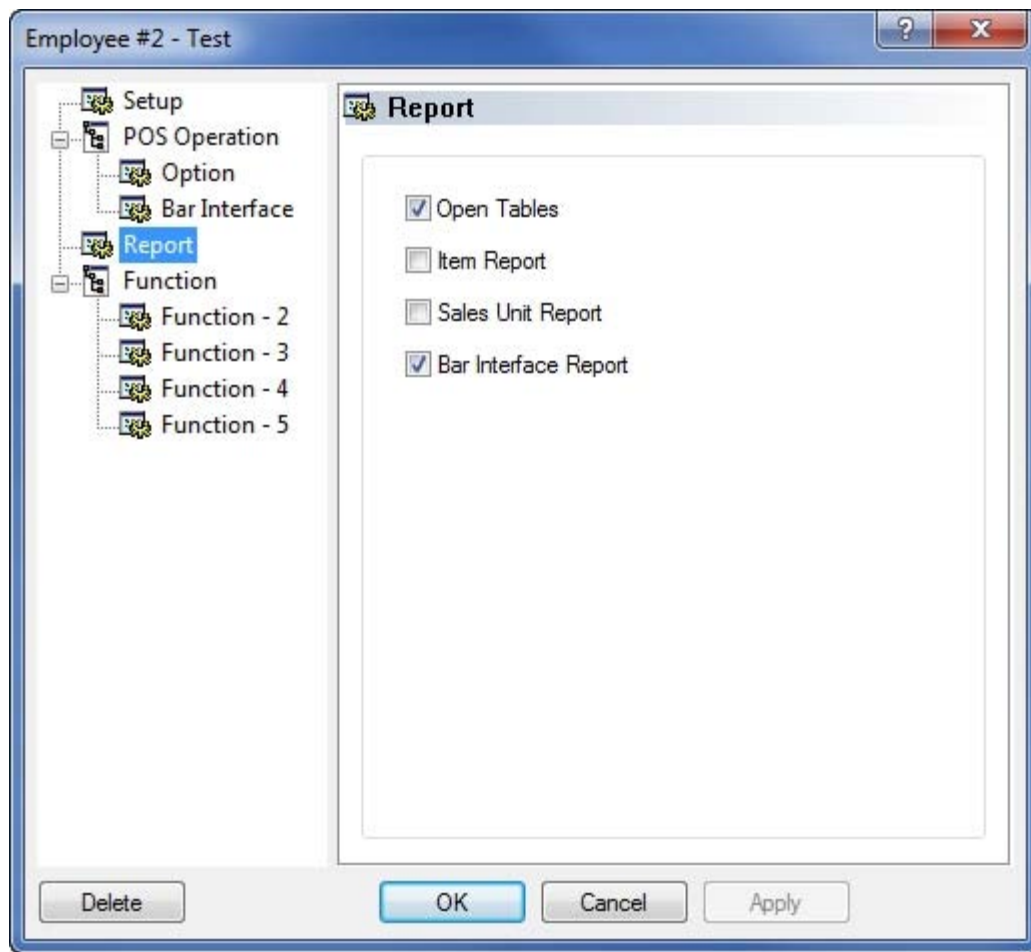 Employee #2 - Test
?
Setup
POS Operation
Option
Bar Interface
Report
Function
Function - 2
Function - 3
Function - 4
Function - 5
Report
Open Tables
Item Report
Sales Unit Report
Bar Interface Report
Delete
OK
Cancel
Apply